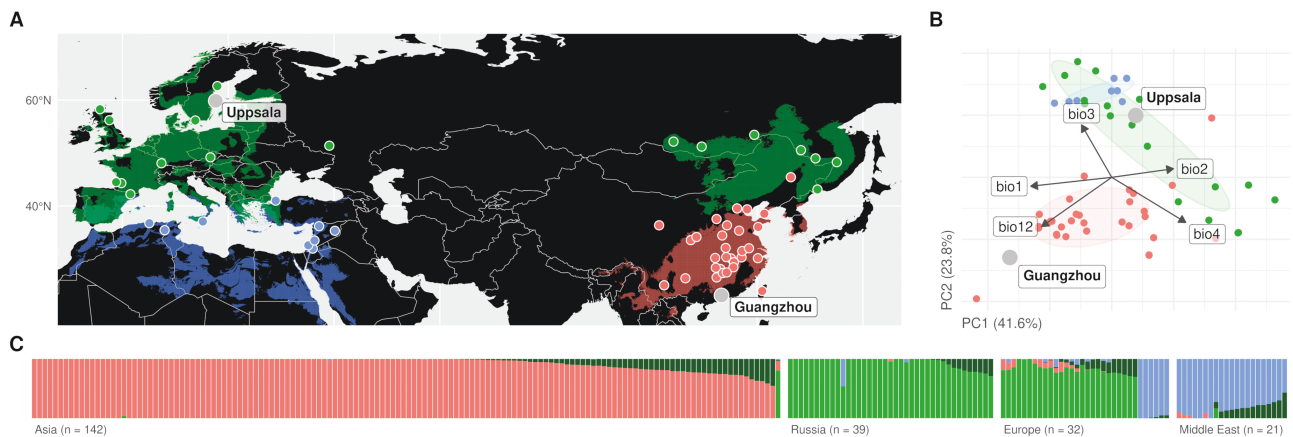 A
60°N
Uppsala
40°N
Guangzhou
B
Uppsala
bio3
bio2
bio1
bio12
bio4
Guangzhou
PC2 (23.8%)
PC1 (41.6%)
C
Asia (n = 142)
Russia (n = 39)
Europe (n = 32)
Middle East (n = 21)